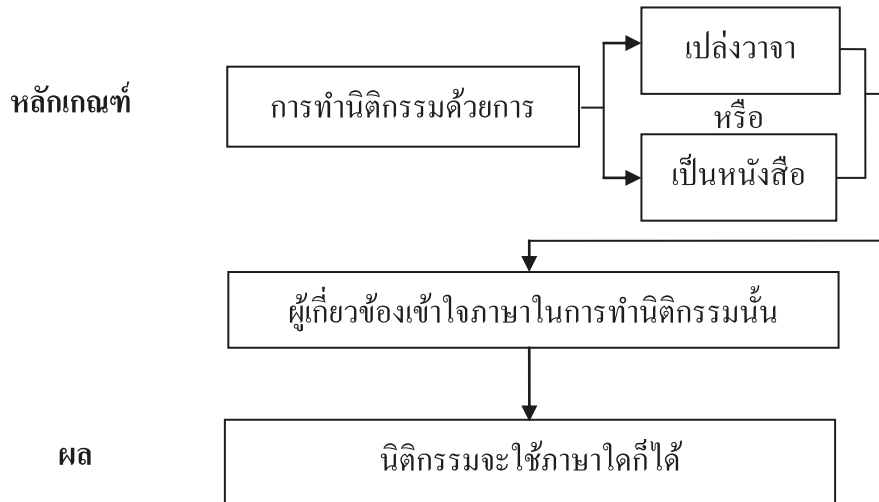 หลักเกณฑ์
การทำนิติกรรมด้วยการ
เปล่งวาจา
หรือ
เป็นหนังสือ
ผู้เกี่ยวข้องเข้าใจภาษาในการทำนิติกรรมนั้น
ผล
นิติกรรมจะใช้ภาษาใดก็ได้